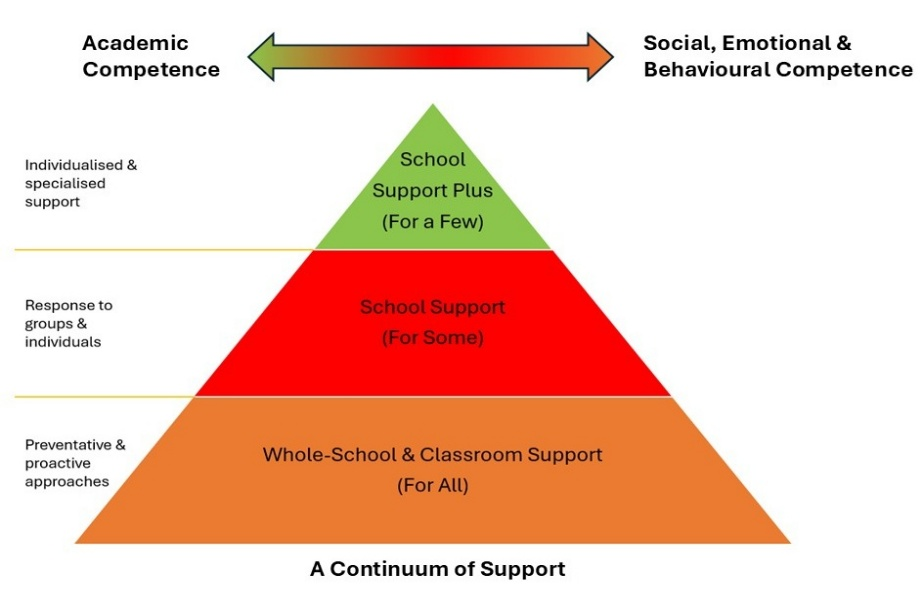 Academic
Competence
Social, Emotional &
Behavioural Competence
Individualised &
specialised
support
School
Support Plus
(For a Few)
Response to
groups &
individuals
School Support
(For Some)
Preventative &
proactive
approaches
Whole-School & Classroom Support
(For All)
A Continuum of Support